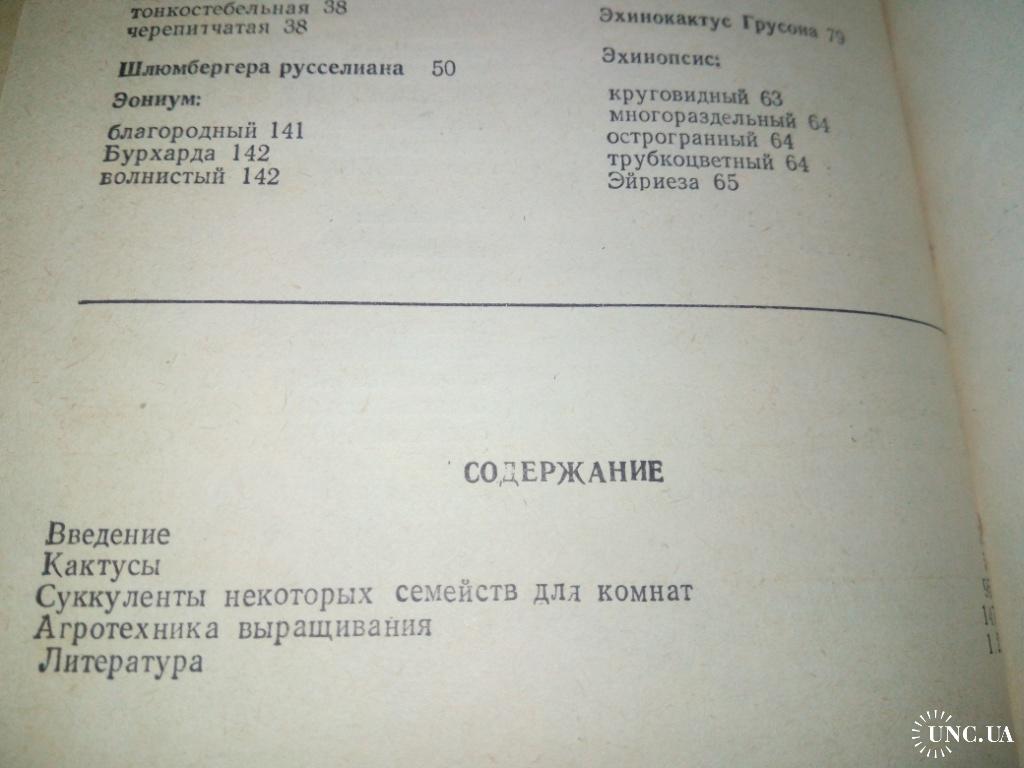 тонкостебельная 38
черепитчатая 38
Шлюмбергера русселиана 50
Эониум:
благородный 141
Бурхарда 142
волнистый 142
Эхинокактус Грусона 79
Эхинопсис:
круговидный 63
многораздельный 64
острогранный 64
трубкоцветный 64
Эйриеза 65
СОДЕРЖАНИЕ
Введение
Кактусы
Суккуленты некоторых семейств для комнат
Агротехника выращивания
Литература
UNC.UA